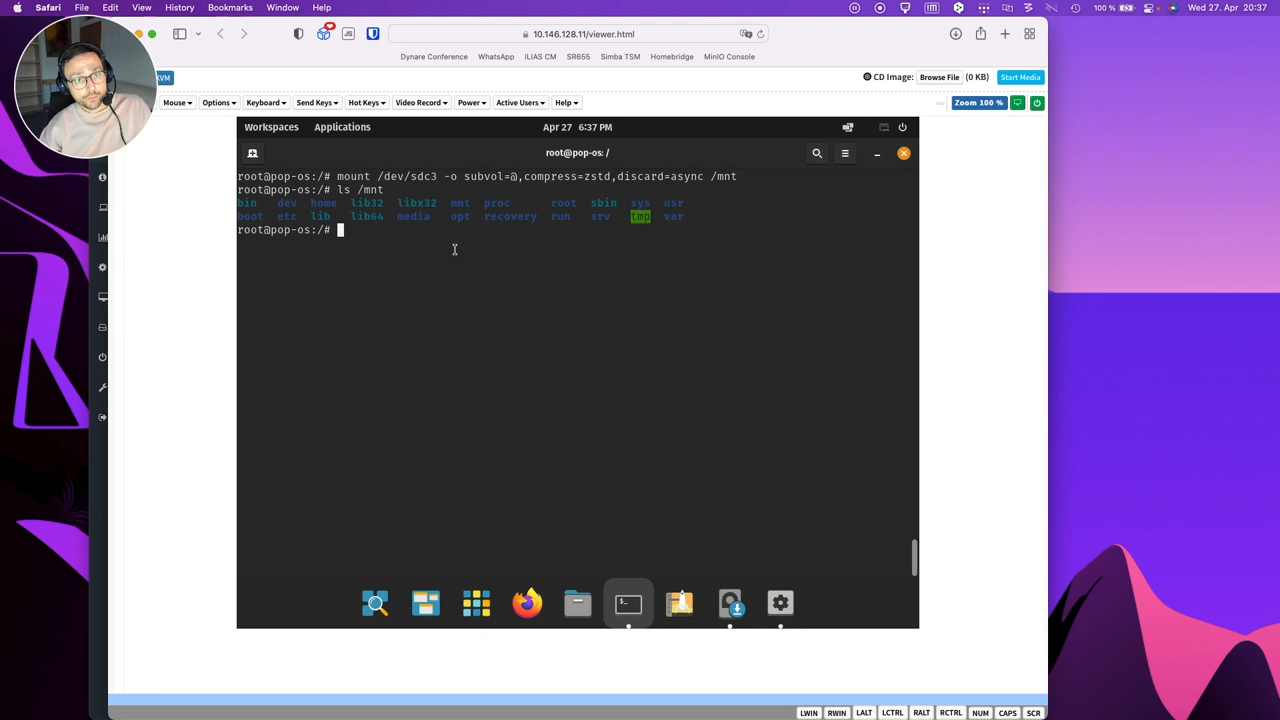 Safari File Edit View History Bookmarks Develop Window Help 100 % Wed 27. Apr 20:37
10.146.128.11/viewer.html
Dynare Conference WhatsApp ILIAS CM SR655 Simba TSM Homebridge MinIO Console
KVM CD Image: Browse File (0 KB) Start Media
Mouse Options Keyboard Send Keys Hot Keys Video Record Power Active Users Help Zoom 100 %
Workspaces Applications Apr 27 6:37 PM
root@pop-os: /
root@pop-os:/# mount /dev/sdc3 -o subvol=@,compress=zstd,discard=async /mnt
root@pop-os:/# ls /mnt
bin dev home lib32 libx32 mnt proc root sbin sys usr
boot etc lib lib64 media opt recovery run srv tmp var
root@pop-os:/#
LWIN RWIN LALT LCTRL RALT RCTRL NUM CAPS SCR